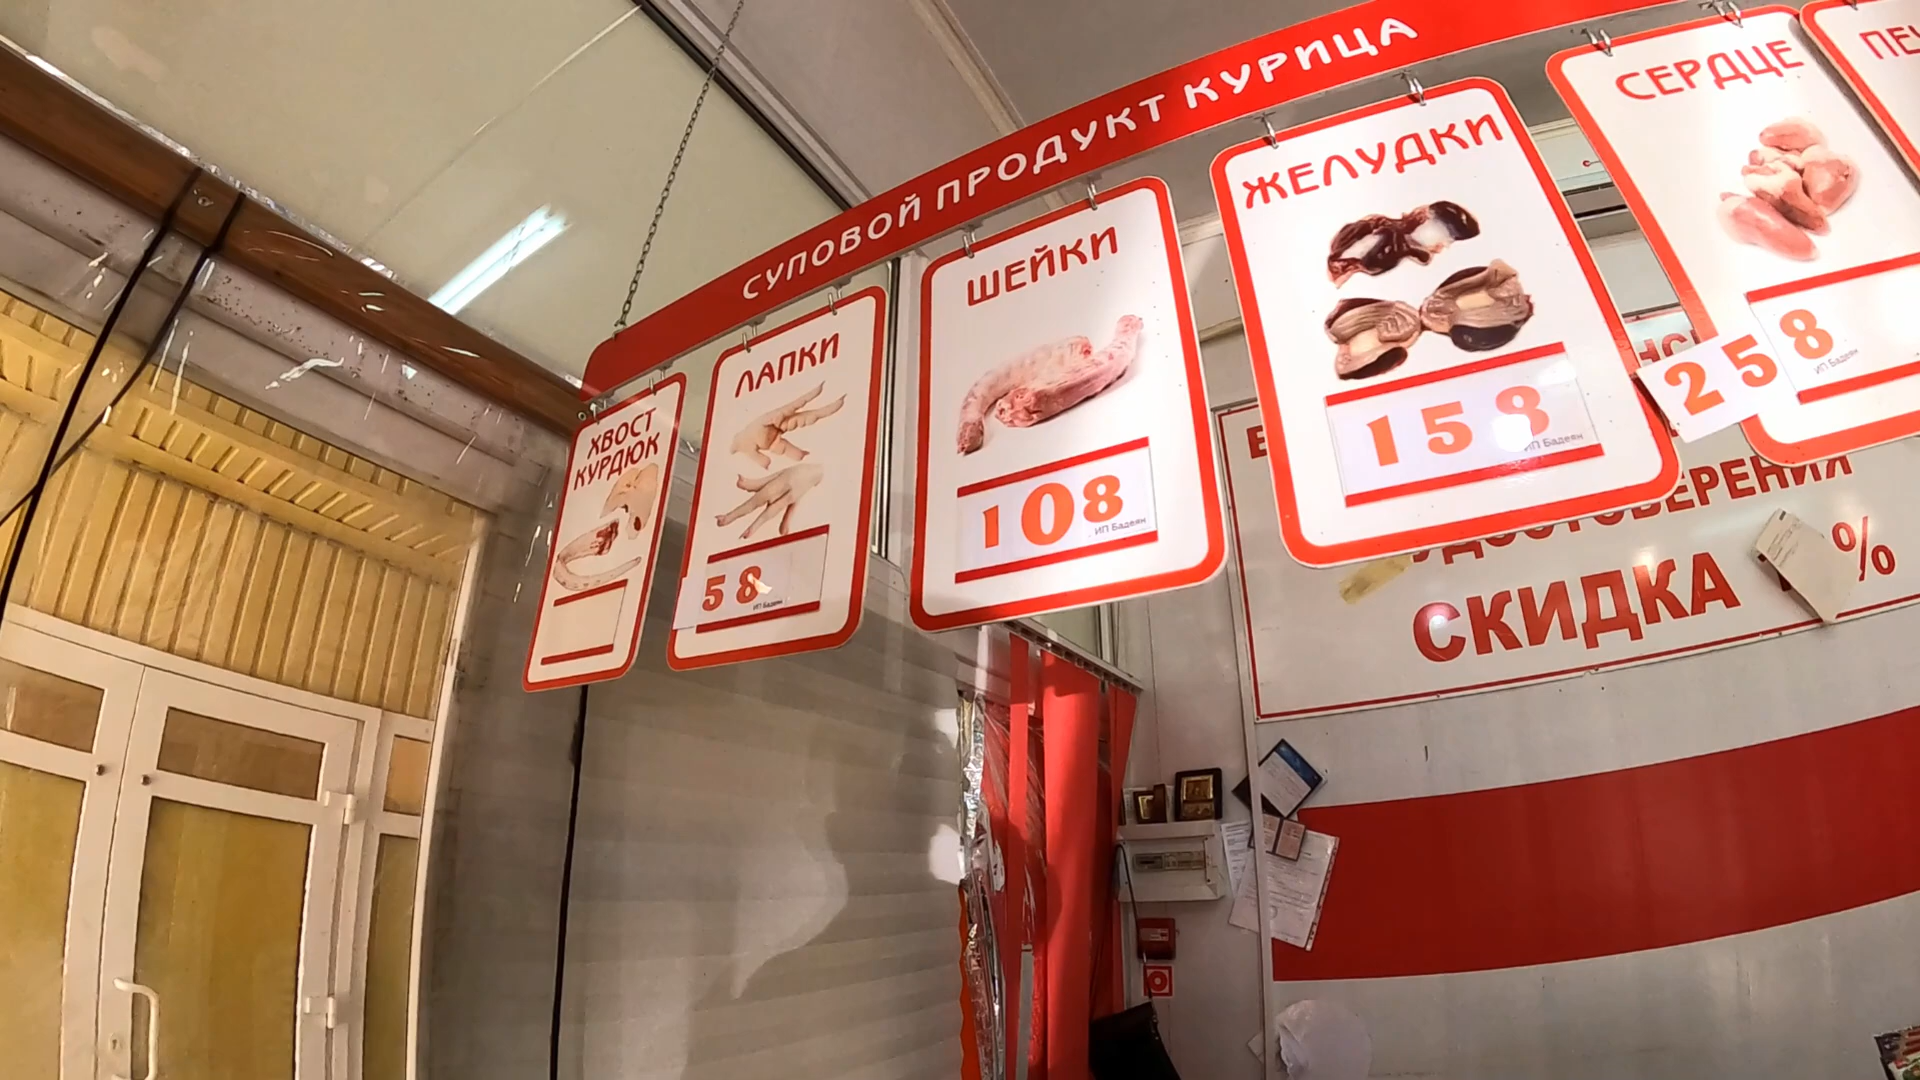 СУПОВОЙ ПРОДУКТ КУРИЦА
ХВОСТ
КУРДЮК
ЛАПКИ
58
ИП Бадеян
ШЕЙКИ
108
ИП Бадеян
ЖЕЛУДКИ
158
ИП Бадеян
СЕРДЦЕ
258
ИП Бадеян
СКИДКА %